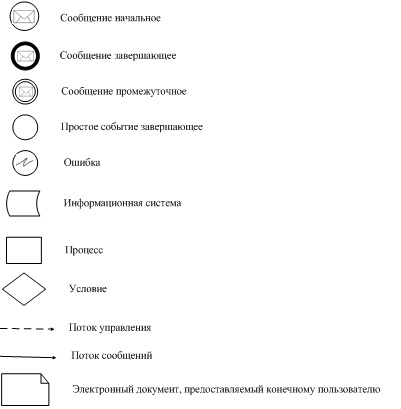 Сообщение начальное
Сообщение завершающее
Сообщение промежуточное
Простое событие завершающее
Ошибка
Информационная система
Процесс
Условие
Поток управления
Поток сообщений
Электронный документ, предоставляемый конечному пользователю